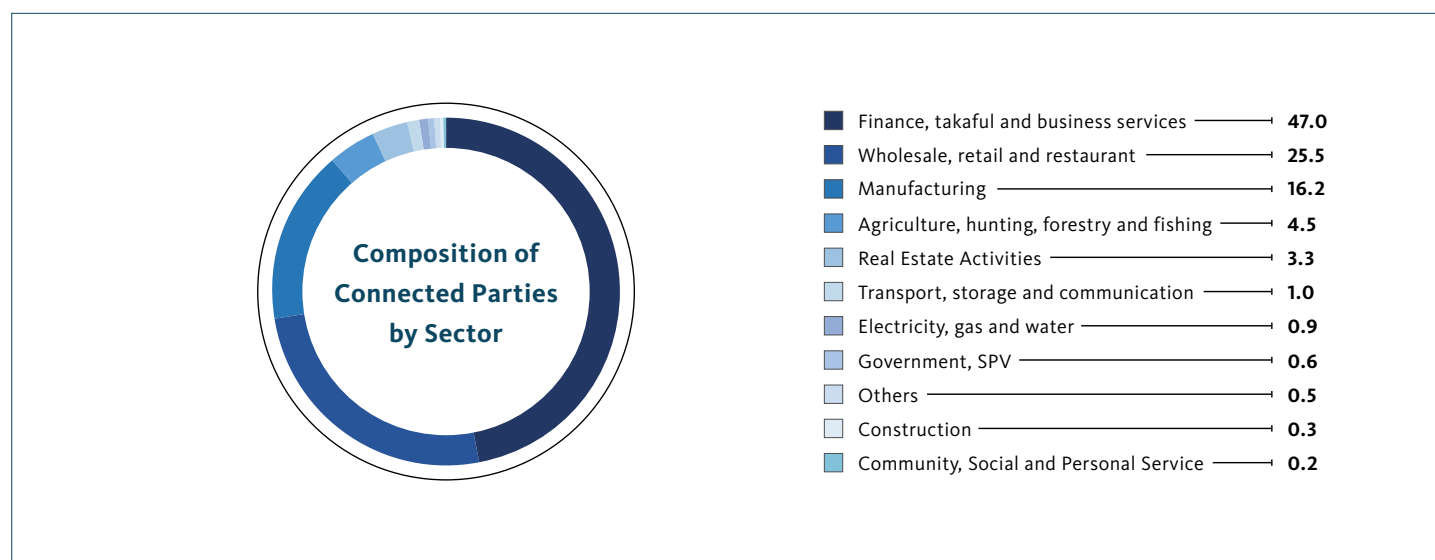 Composition of
Connected Parties
by Sector
Finance, takaful and business services 47.0
Wholesale, retail and restaurant 25.5
Manufacturing 16.2
Agriculture, hunting, forestry and fishing 4.5
Real Estate Activities 3.3
Transport, storage and communication 1.0
Electricity, gas and water 0.9
Government, SPV 0.6
Others 0.5
Construction 0.3
Community, Social and Personal Service 0.2